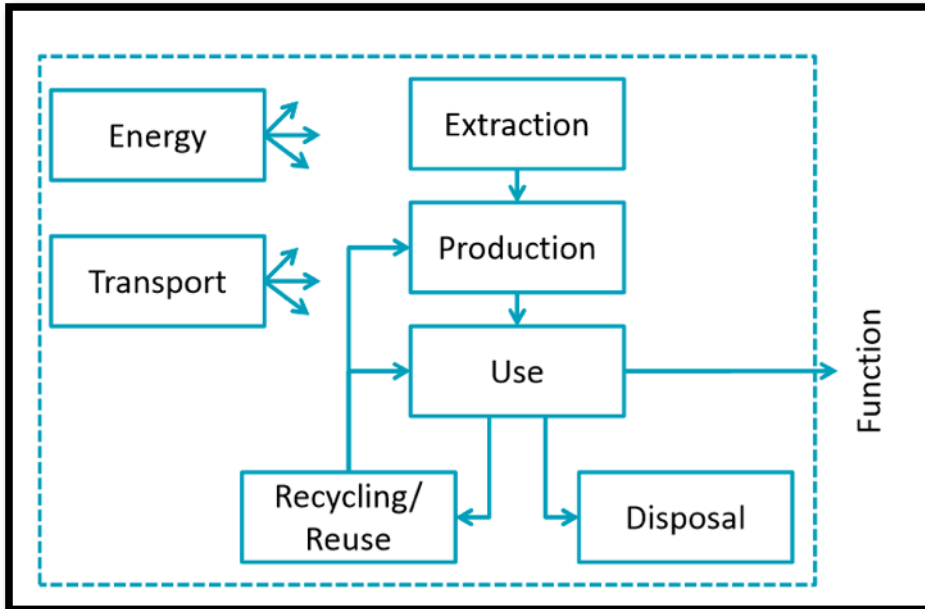 Energy
Extraction
Transport
Production
Use
Function
Recycling/
Reuse
Disposal